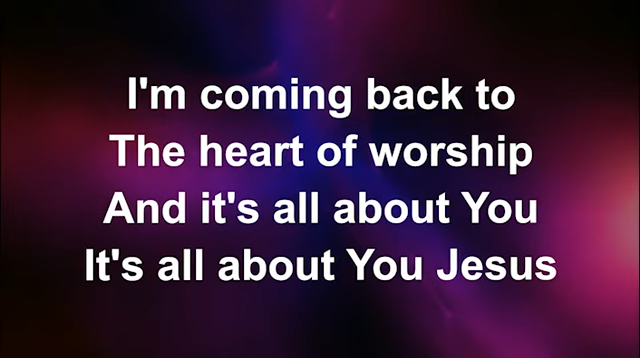 I'm coming back to
The heart of worship
And it's all about You
It's all about You Jesus